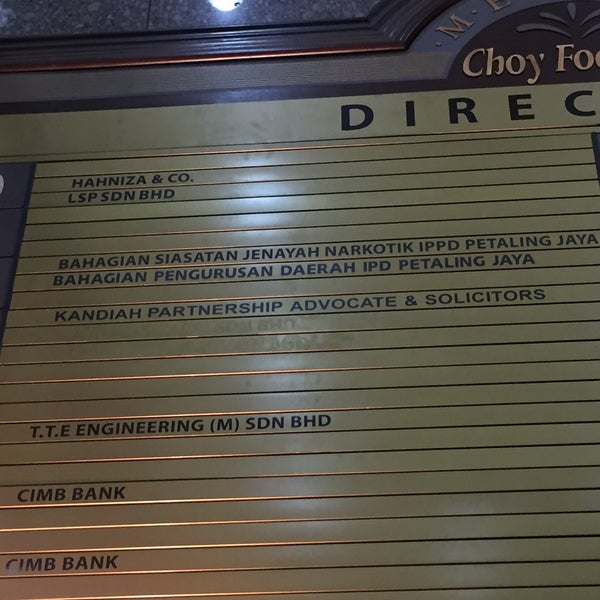 ME
Choy Foo
DIREC
HAHNIZA & CO.
LSP SDN BHD
BAHAGIAN SIASATAN JENAYAH NARKOTIK IPPD PETALING JAYA
BAHAGIAN PENGURUSAN DAERAH IPD PETALING JAYA
KANDIAH PARTNERSHIP ADVOCATE & SOLICITORS
T.T.E ENGINEERING (M) SDN BHD
CIMB BANK
CIMB BANK